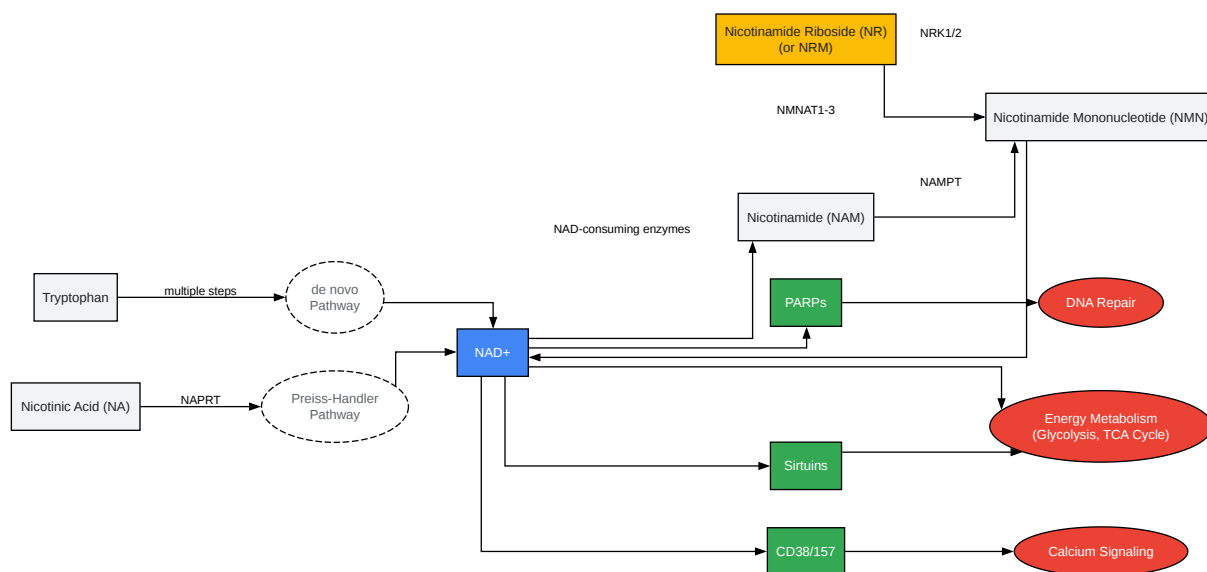 Nicotinamide Riboside (NR)
(or NRM)
NRK1/2
NMNAT1-3
Nicotinamide Mononucleotide (NMN)
NAMPT
Nicotinamide (NAM)
NAD-consuming enzymes
Tryptophan
multiple steps
de novo
Pathway
PARPs
DNA Repair
NAD+
Nicotinic Acid (NA)
NAPRT
Preiss-Handler
Pathway
Energy Metabolism
(Glycolysis, TCA Cycle)
Sirtuins
CD38/157
Calcium Signaling